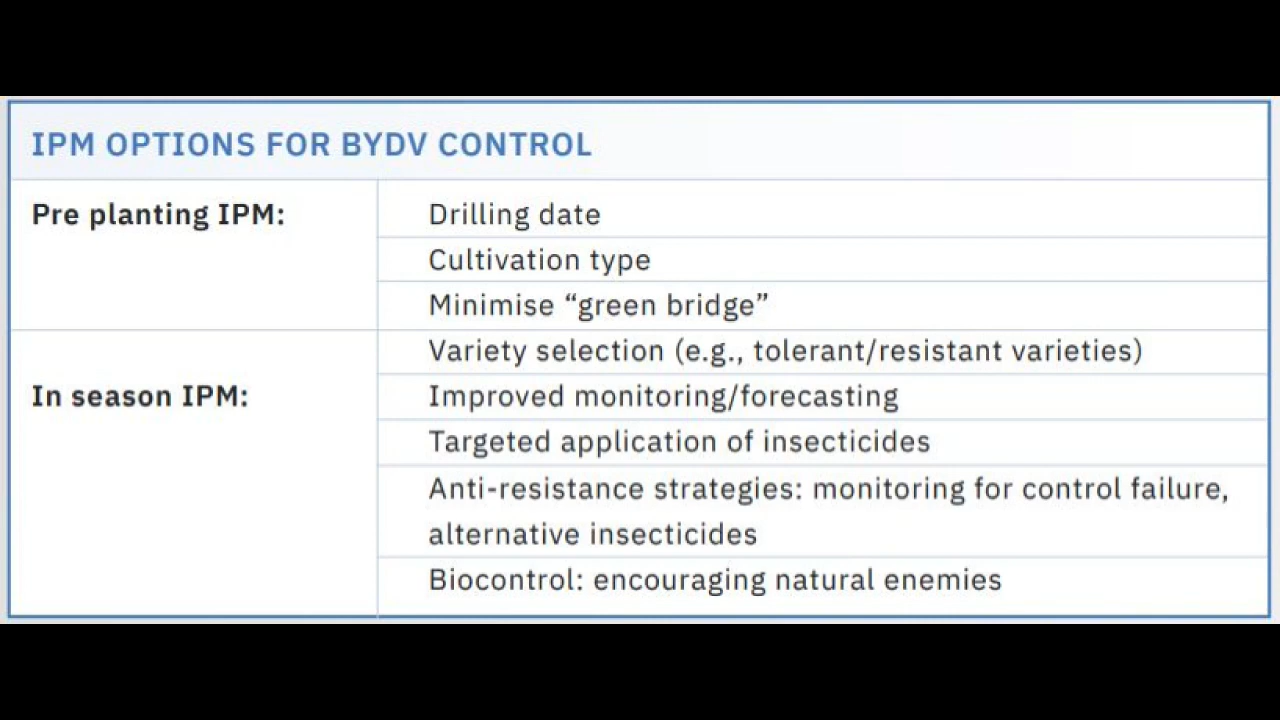 IPM OPTIONS FOR BYDV CONTROL
Pre planting IPM:
Drilling date
Cultivation type
Minimise “green bridge”
Variety selection (e.g., tolerant/resistant varieties)
In season IPM:
Improved monitoring/forecasting
Targeted application of insecticides
Anti-resistance strategies: monitoring for control failure,
alternative insecticides
Biocontrol: encouraging natural enemies